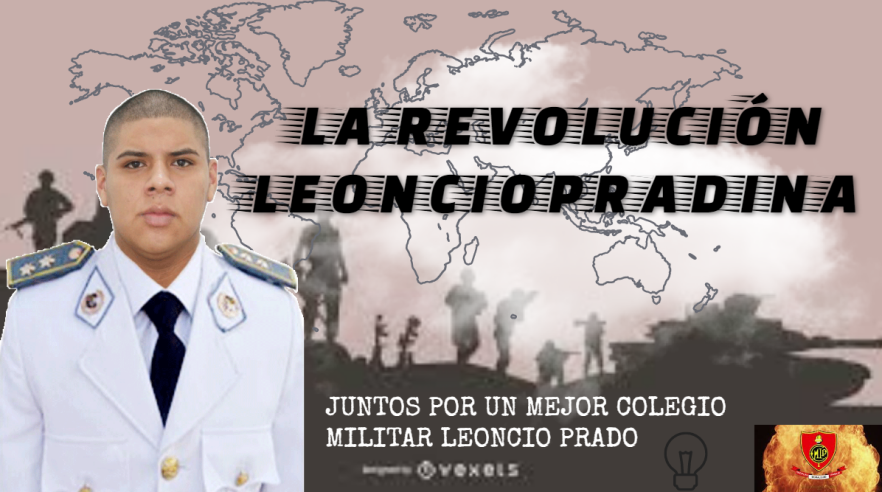 LA REVOLUCIÓN
LEONCIOPRADINA
JUNTOS POR UN MEJOR COLEGIO
MILITAR LEONCIO PRADO
designed by vexels